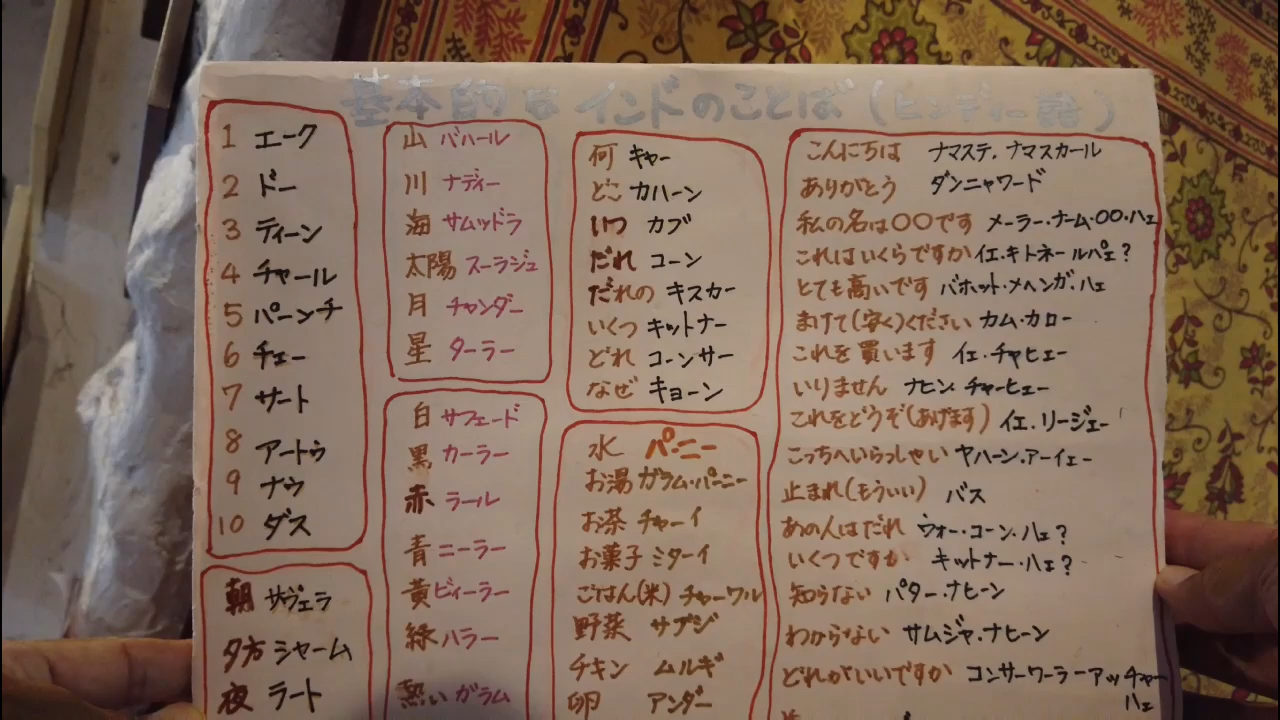 基本的なインドのことば(ヒンディー語)
1 エーク
2 ドー
3 ティーン
4 チャール
5 パーンチ
6 チェー
7 サート
8 アートゥ
9 ナウ
10 ダス
朝 サヴェラ
夕方 シャーム
夜 ラート
山 バハール
川 ナディー
海 サムッドラ
太陽 スーラジュ
月 チャンダー
星 ターラー
白 サフェード
黒 カーラー
赤 ラール
青 ニーラー
黄 ビィーラー
緑 ハラー
熱い ガラム
何 キャー
どこ カハーン
いつ カブ
だれ コーン
だれの キスカー
いくつ キットナー
どれ コーンサー
なぜ キョーン
水 パーニー
お湯 ガラム・パーニー
お茶 チャーイ
お菓子 ミターイ
ごはん(米) チャーワル
野菜 サブジ
チキン ムルギ
卵 アンダー
こんにちは ナマステ.ナマスカール
ありがとう ダンニャワード
私の名は〇〇です メーラー・ナーム・〇〇・ハェ
これはいくらですか イエ・キトネールパェ?
とても高いです バホット・メヘンガ・ハェ
まけて(安く)ください カム・カロー
これを買います イェ・チャヒェー
いりません ナヒン チャーヒェー
これをどうぞ(あげます) イェ・リージェー
こっちへいらっしゃい ヤハーン・アーイェー
止まれ(もういい) バス
あの人はだれ ウォー・コーン・ハェ?
いくつですか キットナー・ハェ?
知らない パター・ナヒーン
わからない サムジャ・ナヒーン
どれがいいですか コンサーワーラーアッチャー
ハェ